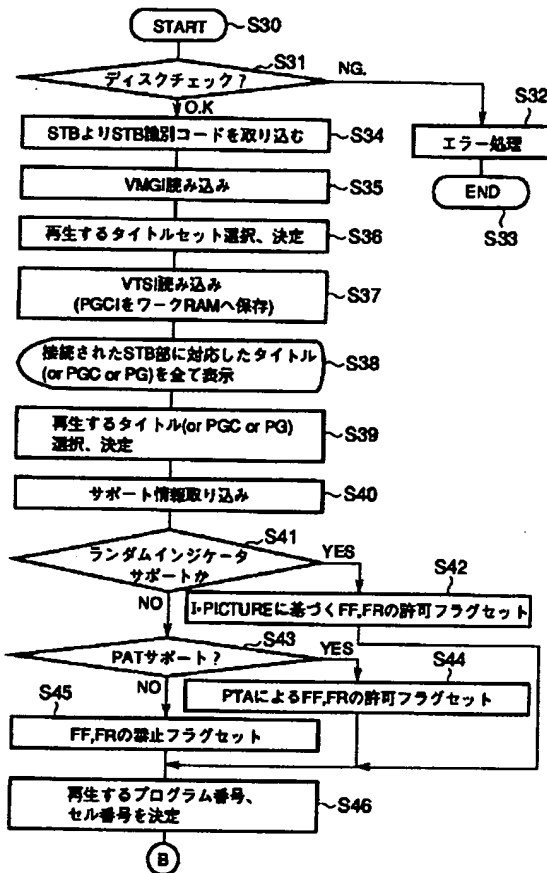 START
S30
S31
ディスクチェック?
NG.
O.K
S32
エラー処理
END
S33
STBよりSTB識別コードを取り込む
S34
VMGI読み込み
S35
再生するタイトルセット選択、決定
S36
VTSI読み込み
(PGCIをワークRAMへ保存)
S37
接続されたSTB部に対応したタイトル
(or PGC or PG)を全て表示
S38
再生するタイトル(or PGC or PG)
選択、決定
S39
サポート情報取り込み
S40
S41
ランダムインジケータ
サポートか
YES
NO
S42
I-PICTUREに基づくFF,FRの許可フラグセット
S43
PATサポート?
YES
NO
S44
PTAによるFF,FRの許可フラグセット
S45
FF,FRの禁止フラグセット
再生するプログラム番号、
セル番号を決定
S46
B